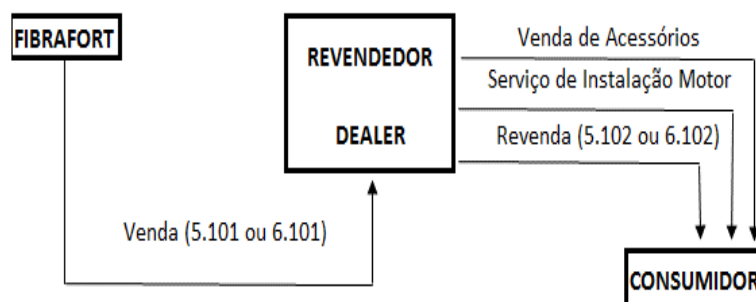 FIBRAFORT
REVENDEDOR
DEALER
Venda de Acessórios
Serviço de Instalação Motor
Revenda (5.102 ou 6.102)
Venda (5.101 ou 6.101)
CONSUMIDOR